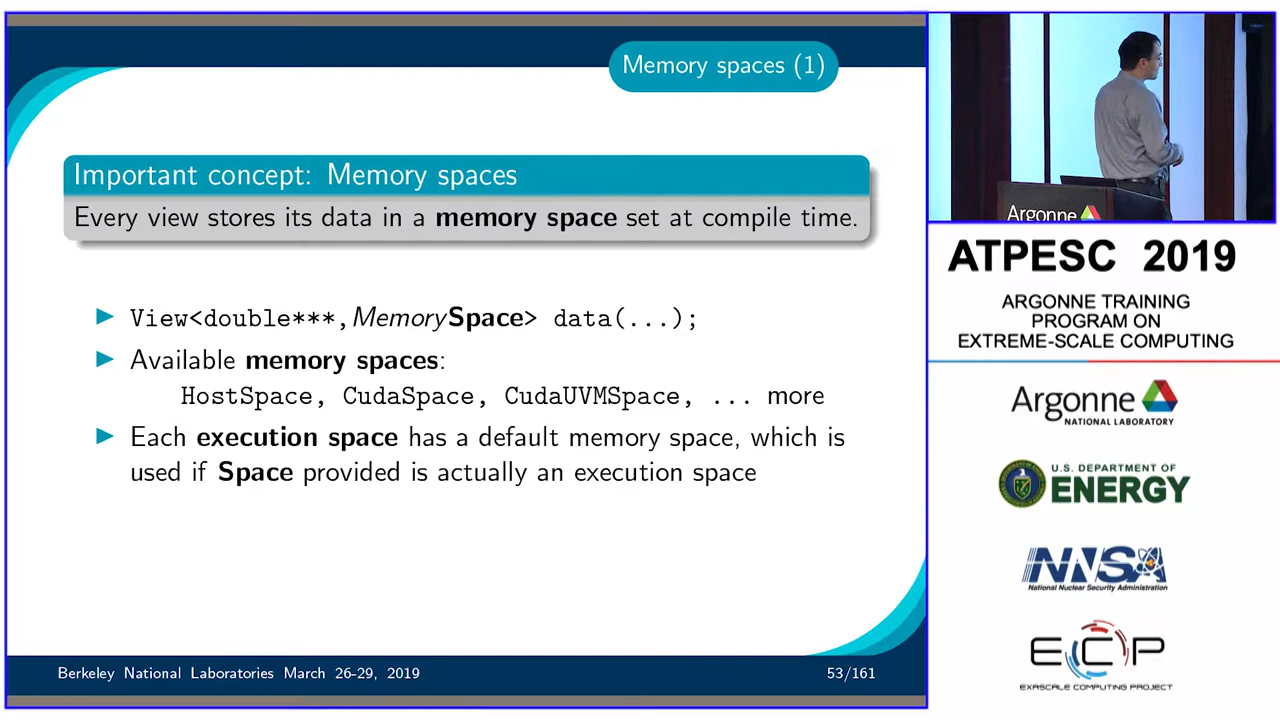 Memory spaces (1)
Important concept: Memory spaces
Every view stores its data in a memory space set at compile time.
View<double***,MemorySpace> data(...);
Available memory spaces:
HostSpace, CudaSpace, CudaUVMSpace, ... more
Each execution space has a default memory space, which is
used if Space provided is actually an execution space
Berkeley National Laboratories March 26-29, 2019
53/161
Argonne
ATPESC 2019
ARGONNE TRAINING
PROGRAM ON
EXTREME-SCALE COMPUTING
Argonne
NATIONAL LABORATORY
U.S. DEPARTMENT OF
ENERGY
NNSA
National Nuclear Security Administration
ECP
EXASCALE COMPUTING PROJECT